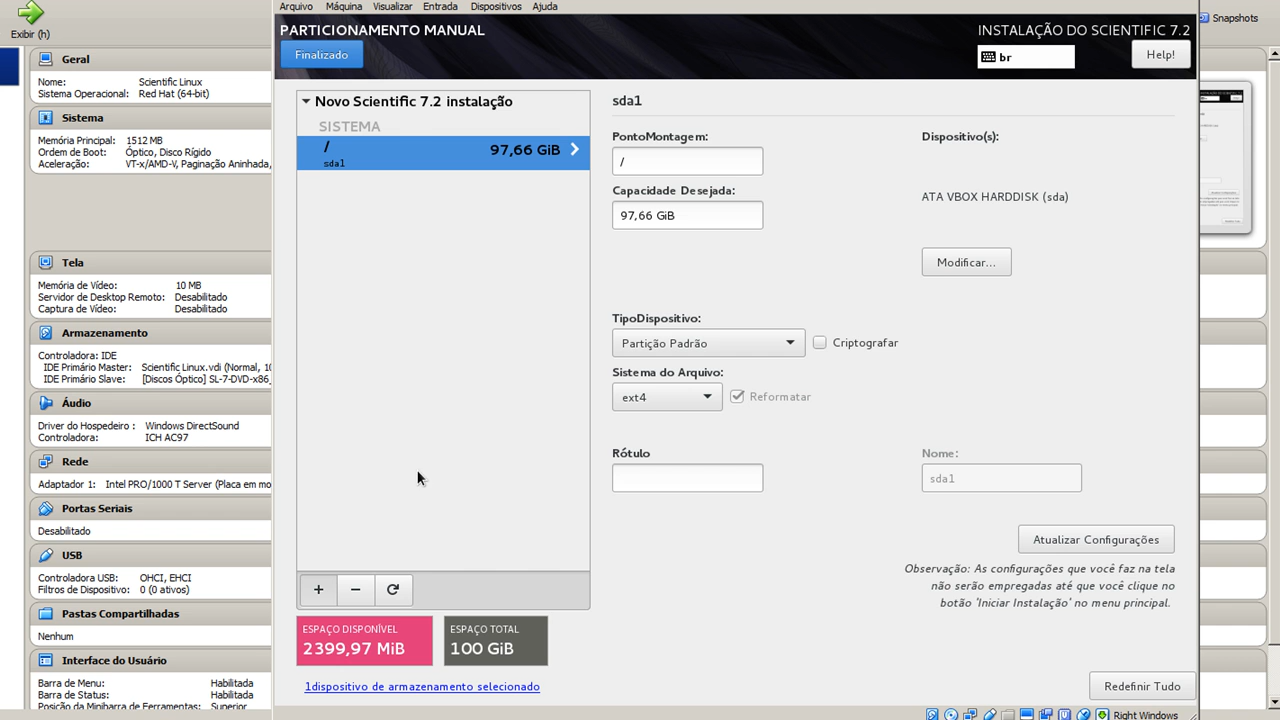 Arquivo Máquina Visualizar Entrada Dispositivos Ajuda
Exibir (h)
Snapshots
Geral
Nome: Scientific Linux
Sistema Operacional: Red Hat (64-bit)
Sistema
Memória Principal: 1512 MB
Ordem de Boot: Óptico, Disco Rígido
Aceleração: VT-x/AMD-V, Paginação Aninhada,
Tela
Memória de Vídeo: 10 MB
Servidor de Desktop Remoto: Desabilitado
Captura de Vídeo: Desabilitado
Armazenamento
Controladora: IDE
IDE Primário Master: Scientific Linux.vdi (Normal, 10
IDE Primário Slave: [Discos Óptico] SL-7-DVD-x86_
Áudio
Driver do Hospedeiro : Windows DirectSound
Controladora: ICH AC97
Rede
Adaptador 1: Intel PRO/1000 T Server (Placa em mo
Portas Seriais
Desabilitado
USB
Controladora USB: OHCI, EHCI
Filtros de Dispositivo: 0 (0 ativos)
Pastas Compartilhadas
Nenhum
Interface do Usuário
Barra de Menu: Habilitada
Barra de Status: Habilitada
Posição da Minibarra de Ferramentas: Superior
PARTICIONAMENTO MANUAL
INSTALAÇÃO DO SCIENTIFIC 7.2
Finalizado
br
Help!
Novo Scientific 7.2 instalação
SISTEMA
/ 97,66 GiB
sda1
+ −
ESPAÇO DISPONÍVEL
2399,97 MiB
ESPAÇO TOTAL
100 GiB
1dispositivo de armazenamento selecionado
sda1
PontoMontagem:
/
Dispositivo(s):
Capacidade Desejada:
97,66 GiB
ATA VBOX HARDDISK (sda)
Modificar...
TipoDispositivo:
Partição Padrão
Criptografar
Sistema do Arquivo:
ext4
Reformatar
Rótulo
Nome:
sda1
Atualizar Configurações
Observação: As configurações que você faz na tela
não serão empregadas até que você clique no
botão 'Iniciar Instalação' no menu principal.
Redefinir Tudo
Right Windows